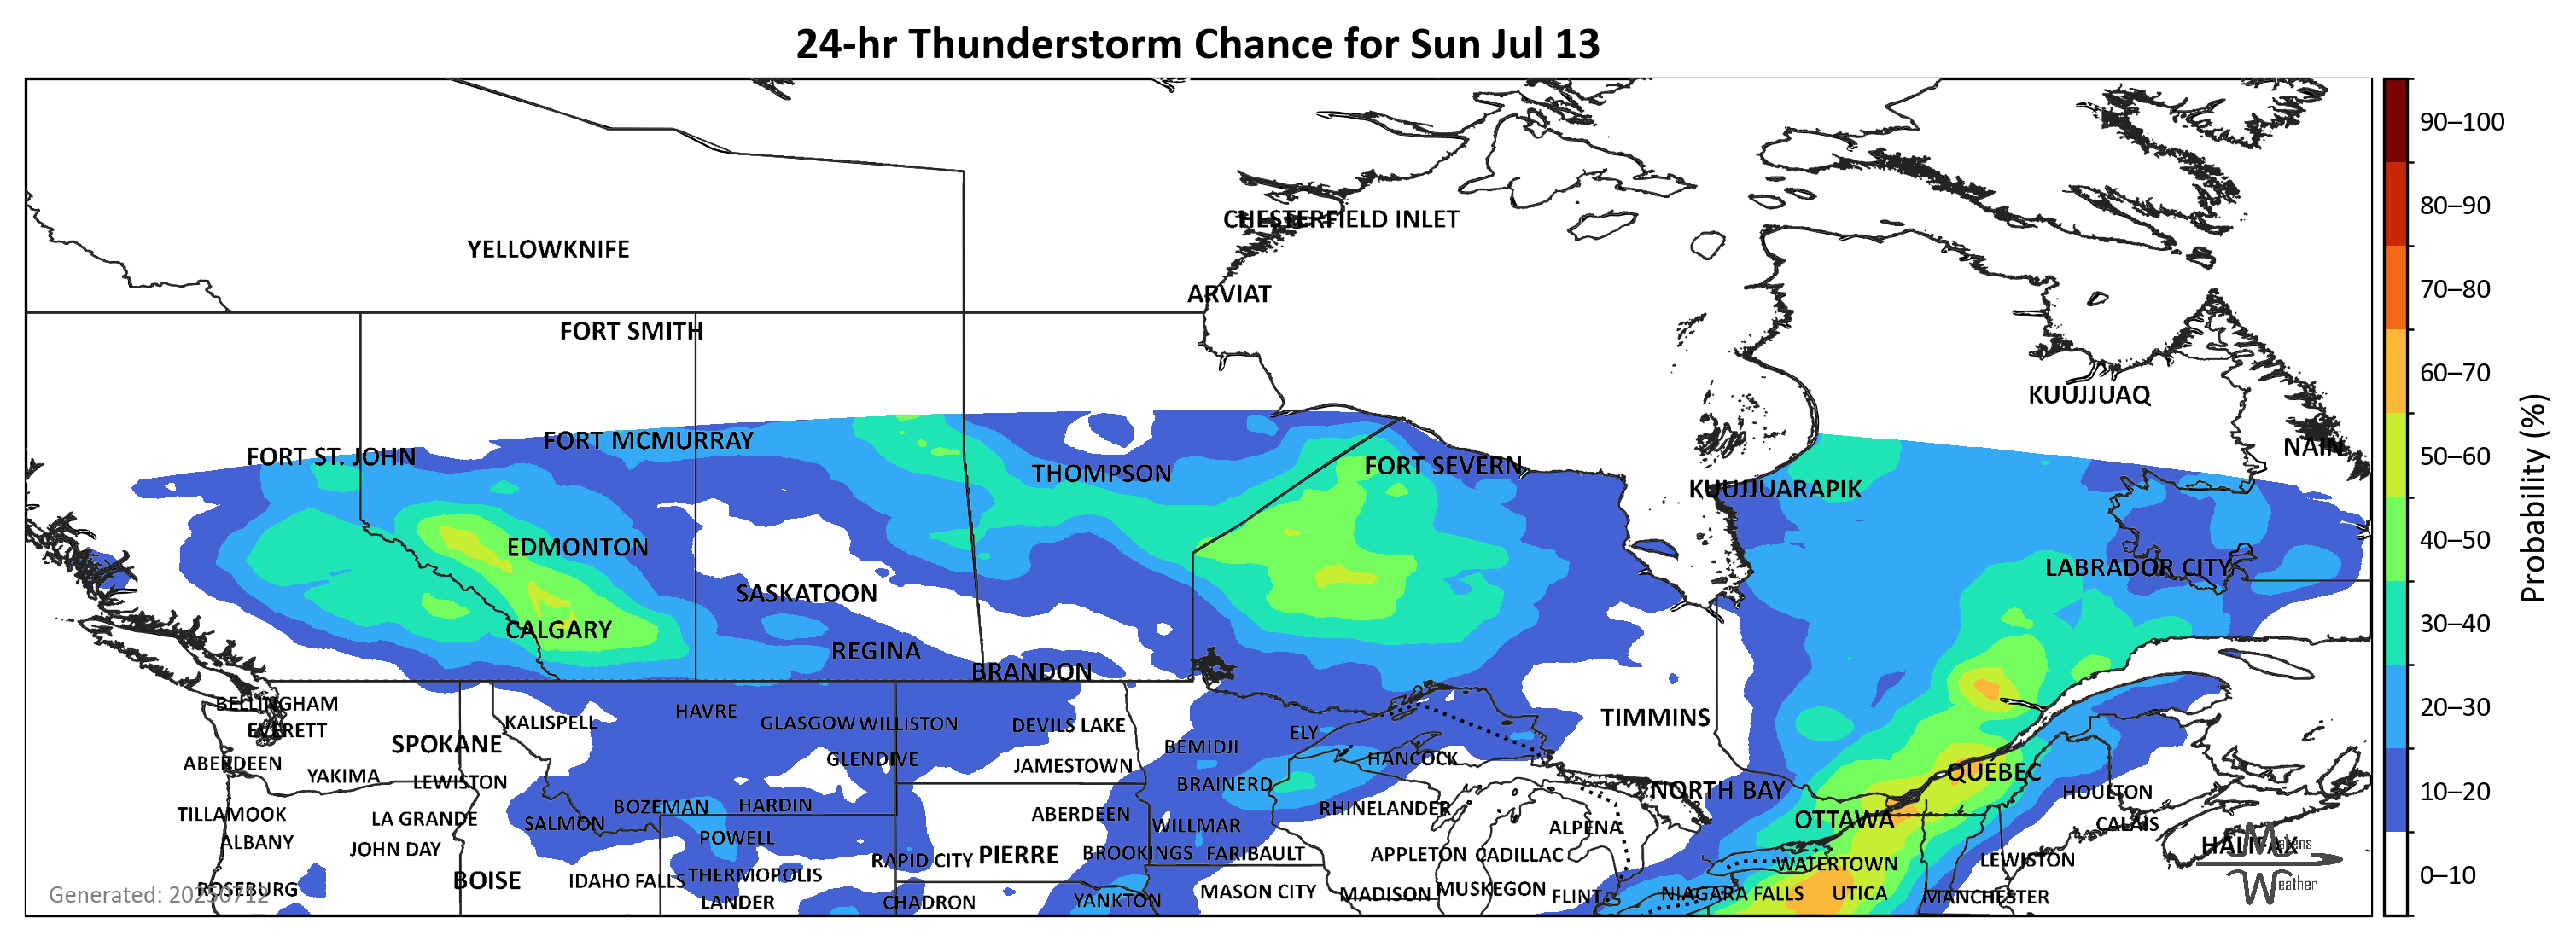 24-hr Thunderstorm Chance for Sun Jul 13
90–100
80–90
70–80
60–70
50–60
40–50
30–40
20–30
10–20
0–10
Probability (%)
CHESTERFIELD INLET
YELLOWKNIFE
ARVIAT
FORT SMITH
KUUJJUAQ
FORT MCMURRAY
NAIN
FORT ST. JOHN
FORT SEVERN
THOMPSON
KUUJJUARAPIK
EDMONTON
LABRADOR CITY
SASKATOON
CALGARY
REGINA
BRANDON
BELLINGHAM
HAVRE
TIMMINS
KALISPELL
GLASGOW
WILLISTON
DEVILS LAKE
EVERETT
ELY
SPOKANE
BEMIDJI
GLENDIVE
HANCOCK
ABERDEEN
JAMESTOWN
QUÉBEC
YAKIMA
LEWISTON
BRAINERD
NORTH BAY
HOULTON
BOZEMAN
HARDIN
RHINELANDER
TILLAMOOK
LA GRANDE
ABERDEEN
OTTAWA
SALMON
WILLMAR
ALPENA
CALAIS
ALBANY
POWELL
HALIFAX
JOHN DAY
RAPID CITY
PIERRE
BROOKINGS
FARIBAULT
APPLETON
CADILLAC
LEWISTON
WATERTOWN
BOISE
IDAHO FALLS
THERMOPOLIS
ROSEBURG
MASON CITY
MADISON
MUSKEGON
FLINT
NIAGARA FALLS
UTICA
MANCHESTER
LANDER
CHADRON
YANKTON
Generated: 20250712
Weather